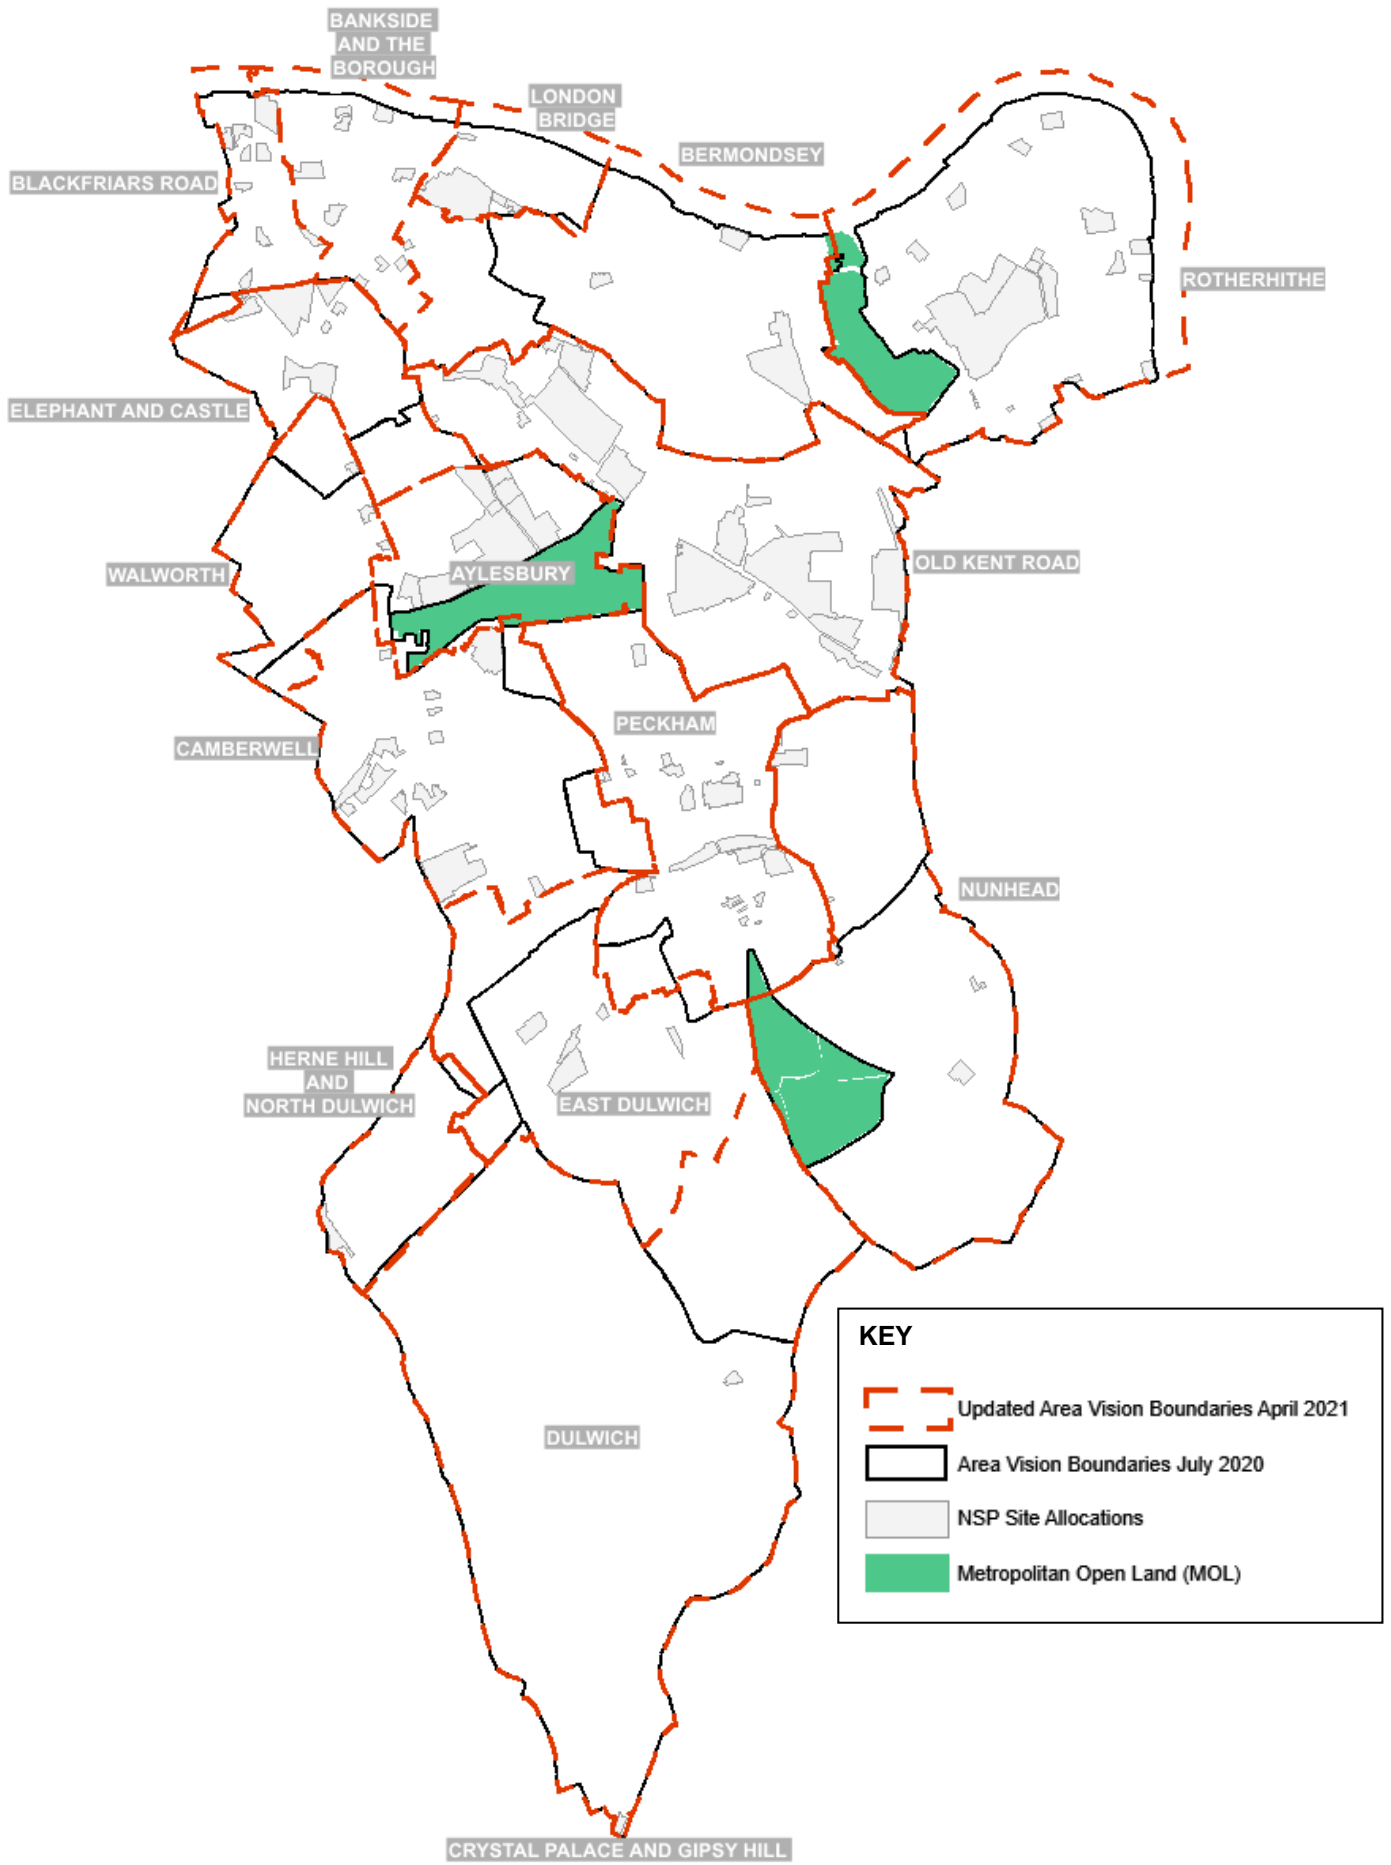 BANKSIDE
AND THE
BOROUGH
LONDON
BRIDGE
BERMONDSEY
BLACKFRIARS ROAD
ROTHERHITHE
ELEPHANT AND CASTLE
OLD KENT ROAD
WALWORTH
AYLESBURY
PECKHAM
CAMBERWELL
NUNHEAD
HERNE HILL
AND
NORTH DULWICH
EAST DULWICH
DULWICH
CRYSTAL PALACE AND GIPSY HILL
KEY
Updated Area Vision Boundaries April 2021
Area Vision Boundaries July 2020
NSP Site Allocations
Metropolitan Open Land (MOL)